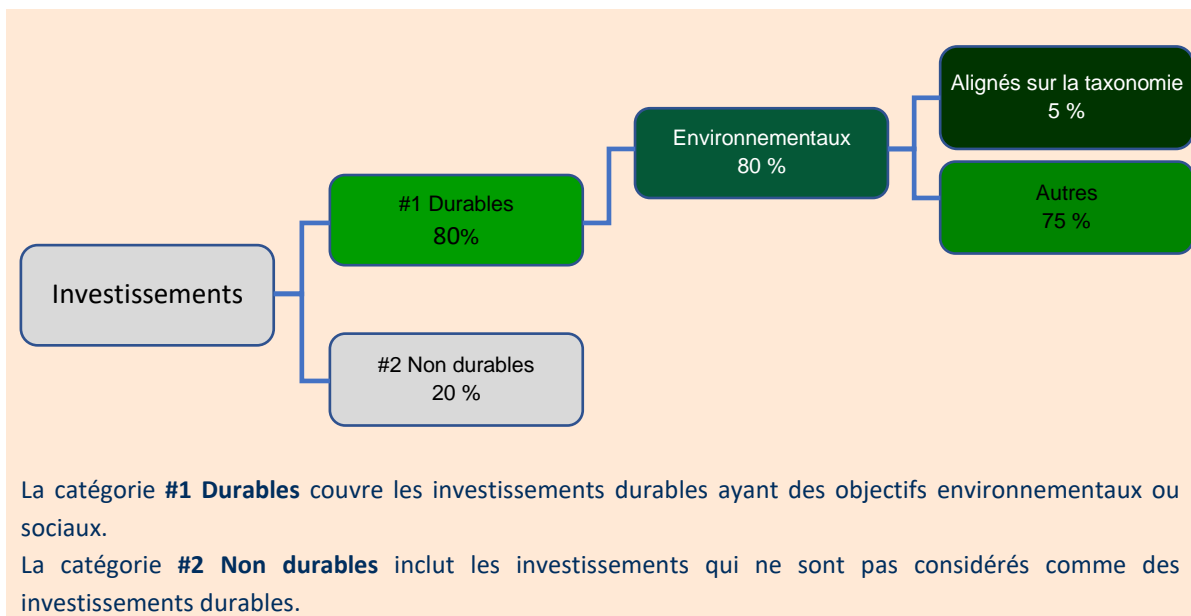 Alignés sur la taxonomie
5 %
Environnementaux
80 %
Autres
75 %
#1 Durables
80%
Investissements
#2 Non durables
20 %
La catégorie #1 Durables couvre les investissements durables ayant des objectifs environnementaux ou
sociaux.
La catégorie #2 Non durables inclut les investissements qui ne sont pas considérés comme des
investissements durables.